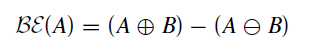 ℬℰ(A) = (A ⊕ B) − (A ⊖ B)